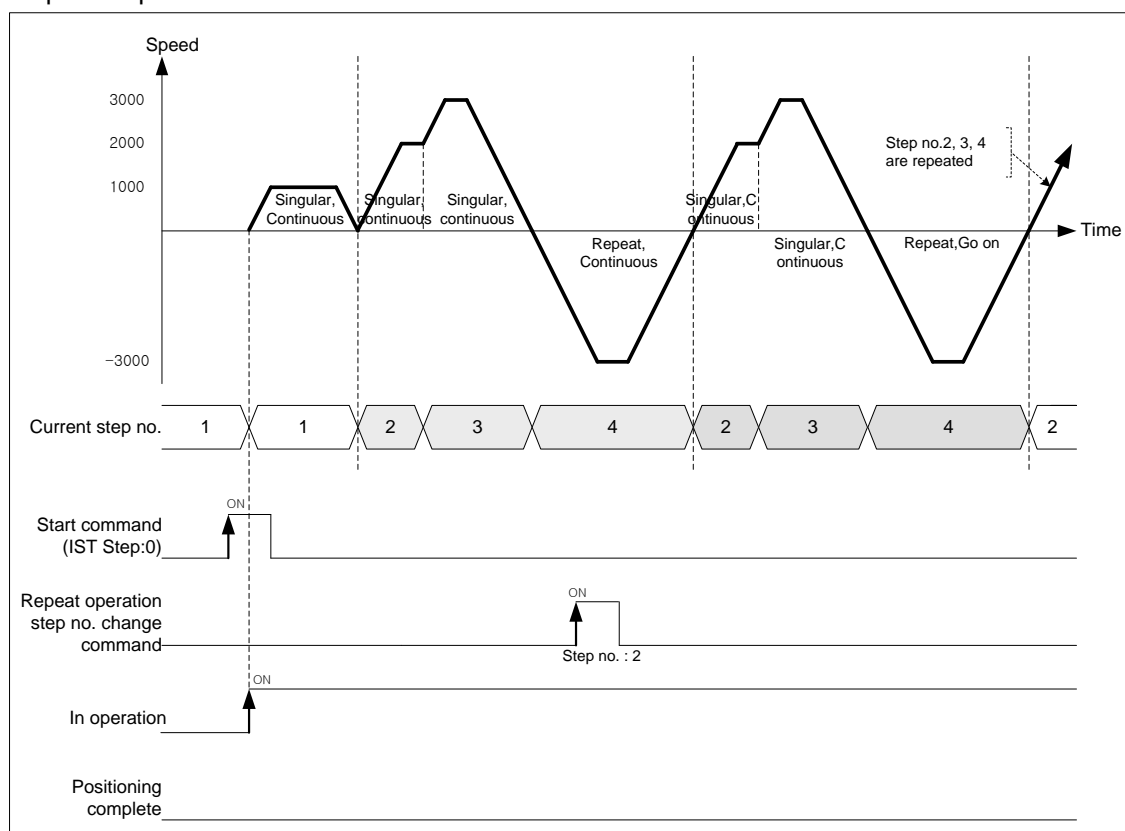 Speed
3000
2000
1000
-3000
Singular,
Continuous
Singular,
continuous
Singular,
continuous
Repeat,
Continuous
Singular,C
ontinuous
Singular,C
ontinuous
Repeat,Go on
Step no.2, 3, 4
are repeated
Time
Current step no.
1
1
2
3
4
2
3
4
2
Start command
(IST Step:0)
ON
Repeat operation
step no. change
command
ON
Step no. : 2
In operation
ON
Positioning
complete